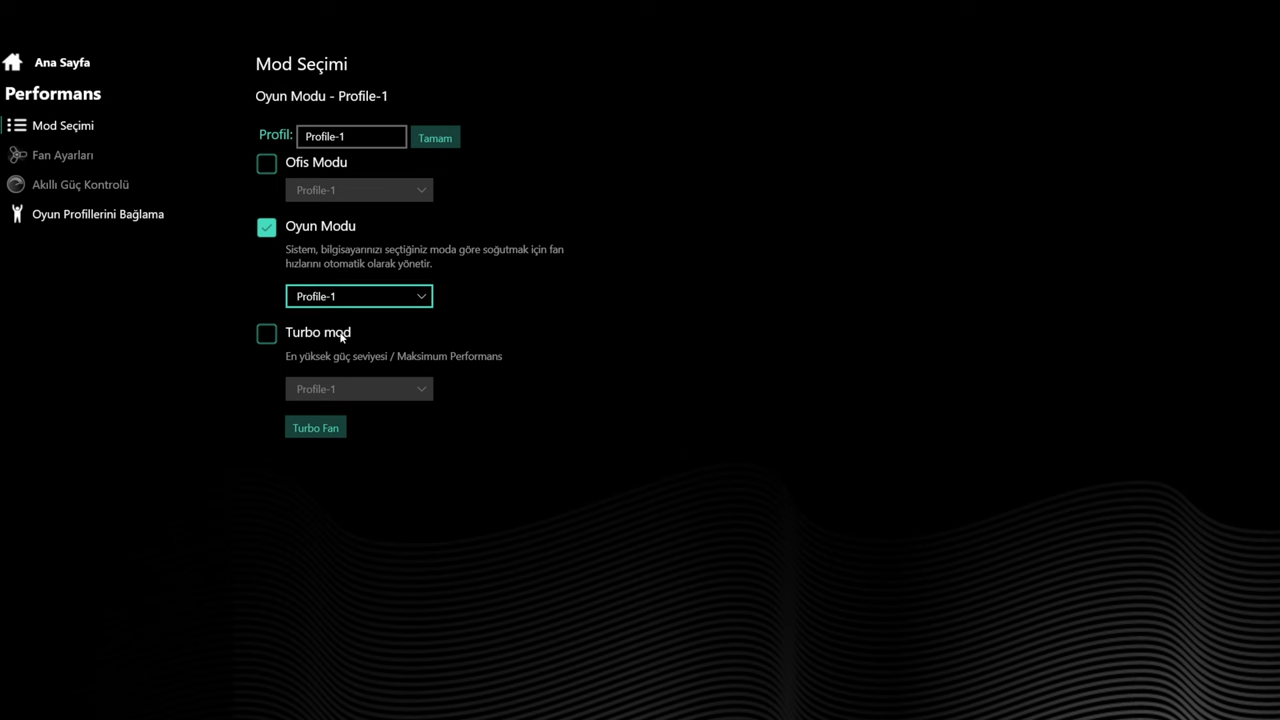 Ana Sayfa
Performans
Mod Seçimi
Fan Ayarları
Akıllı Güç Kontrolü
Oyun Profillerini Bağlama
Mod Seçimi
Oyun Modu - Profile-1
Profil: Profile-1 Tamam
Ofis Modu
Profile-1
Oyun Modu
Sistem, bilgisayarınızı seçtiğiniz moda göre soğutmak için fan
hızlarını otomatik olarak yönetir.
Profile-1
Turbo mod
En yüksek güç seviyesi / Maksimum Performans
Profile-1
Turbo Fan